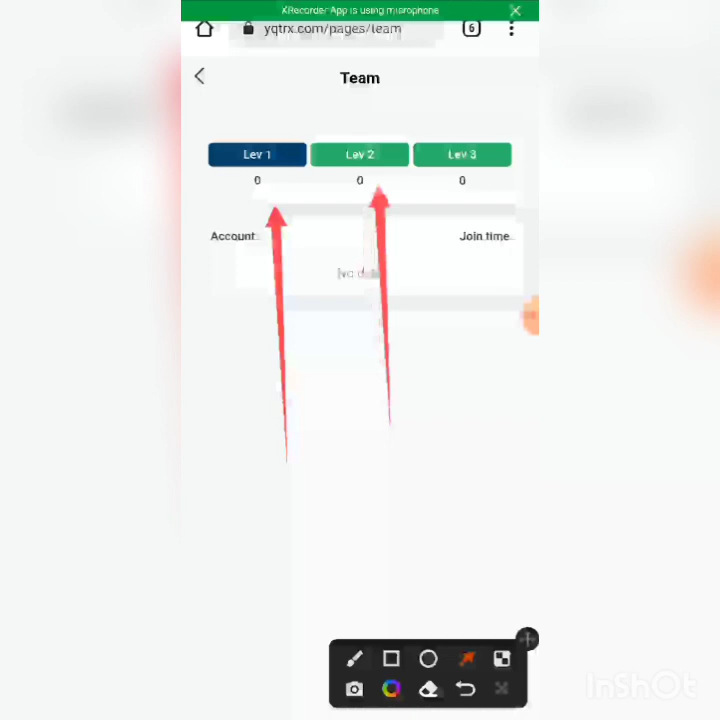 XRecorder App is using microphone
yqtrx.com/pages/team
6
Team
Lev 1 Lev 2 Lev 3
0 0 0
Account Join time
InShOt